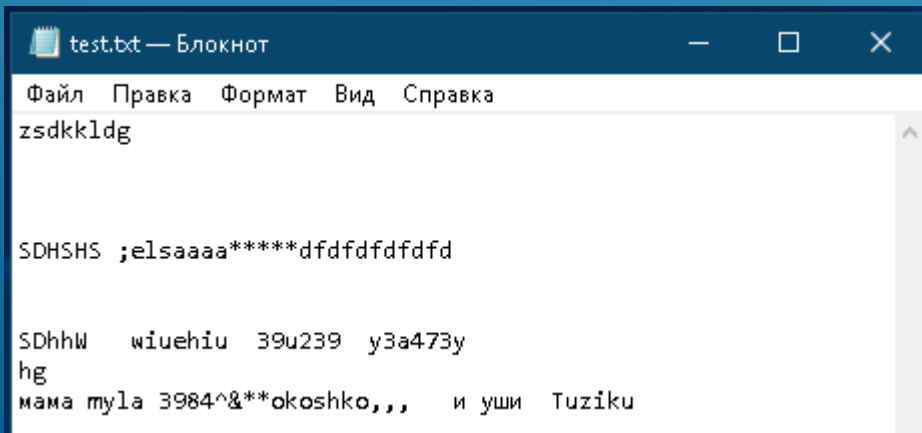 test.txt — Блокнот
Файл Правка Формат Вид Справка
zsdkkldg
SDHSHS ;elsaaaa*****dfdfdfdfdfd
SDhhW   wiuehiu  39u239  y3a473y
hg
мама myla 3984^&**okoshko,,,   и уши  Tuziku